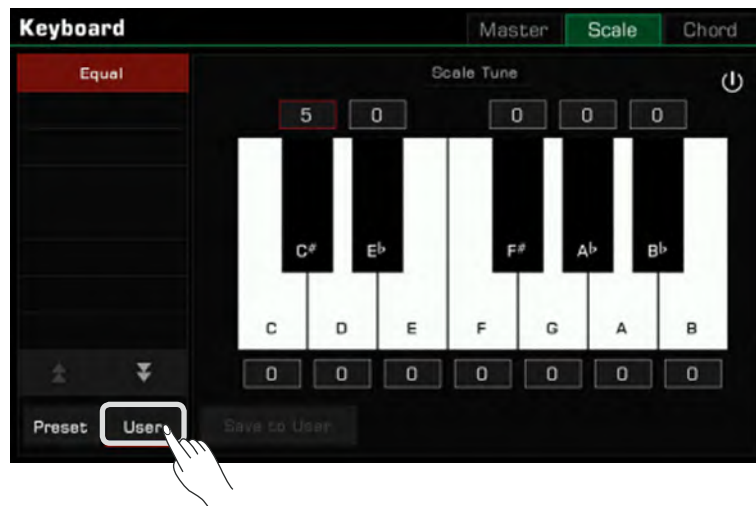 Keyboard Master Scale Chord
Equal
Scale Tune
5 0 0 0 0
C# E♭ F# A♭ B♭
C D E F G A B
0 0 0 0 0 0 0
Preset User Save to User